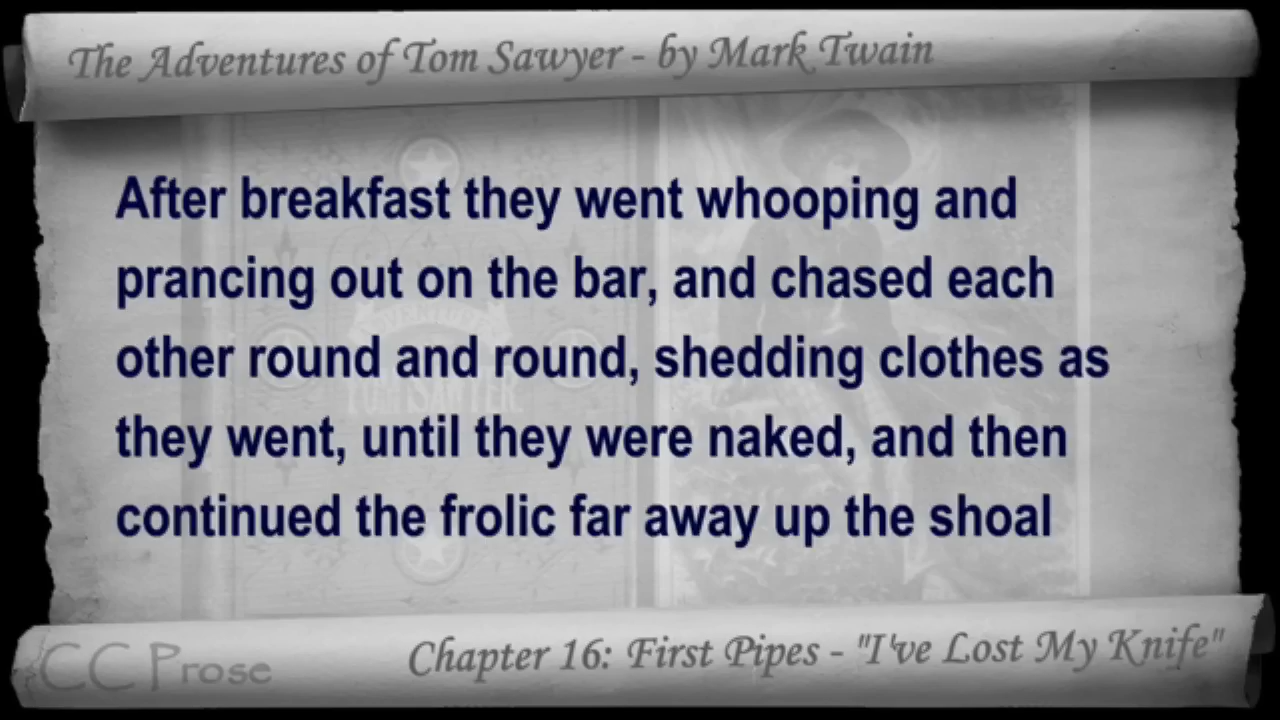 The Adventures of Tom Sawyer - by Mark Twain
After breakfast they went whooping and
prancing out on the bar, and chased each
other round and round, shedding clothes as
they went, until they were naked, and then
continued the frolic far away up the shoal
CC Prose
Chapter 16: First Pipes - "I've Lost My Knife"